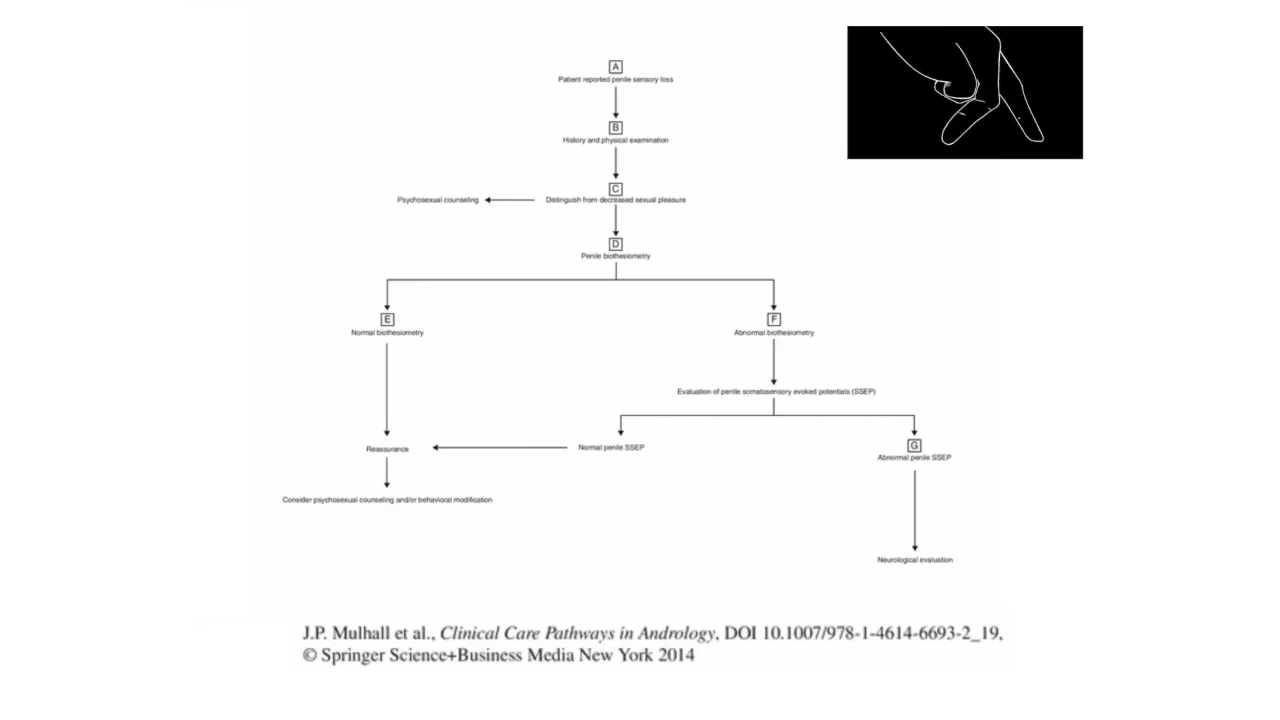 A
Patient reported penile sensory loss
B
History and physical examination
C
Psychosexual counseling
Distinguish from decreased sexual pleasure
D
Penile biothesiometry
E
Normal biothesiometry
F
Abnormal biothesiometry
Evaluation of penile somatosensory evoked potentials (SSEP)
Reassurance
Normal penile SSEP
G
Abnormal penile SSEP
Consider psychosexual counseling and/or behavioral modification
Neurological evaluation
J.P. Mulhall et al., Clinical Care Pathways in Andrology, DOI 10.1007/978-1-4614-6693-2_19,
© Springer Science+Business Media New York 2014